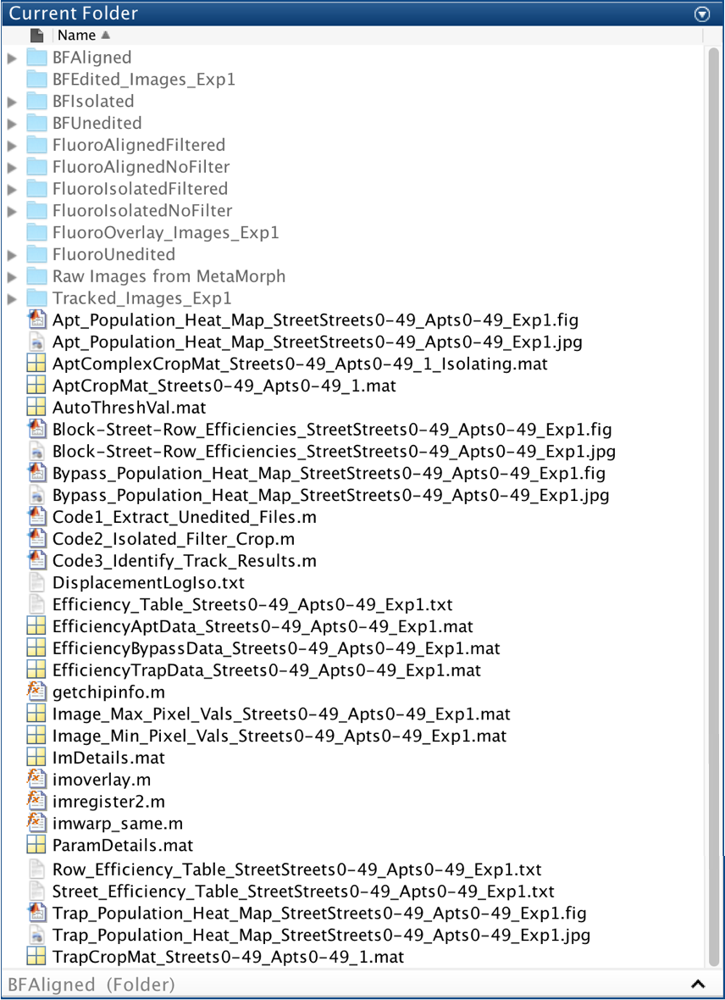 Current Folder
Name
BFAligned
BFEdited_Images_Exp1
BFIsolated
BFUnedited
FluoroAlignedFiltered
FluoroAlignedNoFilter
FluoroIsolatedFiltered
FluoroIsolatedNoFilter
FluoroOverlay_Images_Exp1
FluoroUnedited
Raw Images from MetaMorph
Tracked_Images_Exp1
Apt_Population_Heat_Map_StreetStreets0-49_Apts0-49_Exp1.fig
Apt_Population_Heat_Map_StreetStreets0-49_Apts0-49_Exp1.jpg
AptComplexCropMat_Streets0-49_Apts0-49_1_Isolating.mat
AptCropMat_Streets0-49_Apts0-49_1.mat
AutoThreshVal.mat
Block-Street-Row_Efficiencies_StreetStreets0-49_Apts0-49_Exp1.fig
Block-Street-Row_Efficiencies_StreetStreets0-49_Apts0-49_Exp1.jpg
Bypass_Population_Heat_Map_StreetStreets0-49_Apts0-49_Exp1.fig
Bypass_Population_Heat_Map_StreetStreets0-49_Apts0-49_Exp1.jpg
Code1_Extract_Unedited_Files.m
Code2_Isolated_Filter_Crop.m
Code3_Identify_Track_Results.m
DisplacementLogIso.txt
Efficiency_Table_Streets0-49_Apts0-49_Exp1.txt
EfficiencyAptData_Streets0-49_Apts0-49_Exp1.mat
EfficiencyBypassData_Streets0-49_Apts0-49_Exp1.mat
EfficiencyTrapData_Streets0-49_Apts0-49_Exp1.mat
getchipinfo.m
Image_Max_Pixel_Vals_Streets0-49_Apts0-49_Exp1.mat
Image_Min_Pixel_Vals_Streets0-49_Apts0-49_Exp1.mat
ImDetails.mat
imoverlay.m
imregister2.m
imwarp_same.m
ParamDetails.mat
Row_Efficiency_Table_StreetStreets0-49_Apts0-49_Exp1.txt
Street_Efficiency_Table_StreetStreets0-49_Apts0-49_Exp1.txt
Trap_Population_Heat_Map_StreetStreets0-49_Apts0-49_Exp1.fig
Trap_Population_Heat_Map_StreetStreets0-49_Apts0-49_Exp1.jpg
TrapCropMat_Streets0-49_Apts0-49_1.mat
BFAligned (Folder)